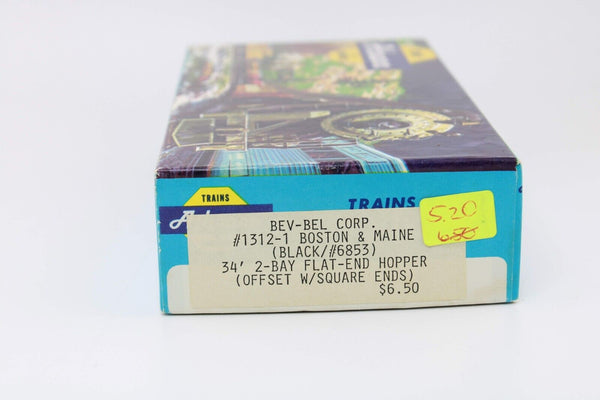 TRAINS
TRAINS
BEV-BEL CORP.
#1312-1 BOSTON & MAINE
(BLACK/#6853)
34' 2-BAY FLAT-END HOPPER
(OFFSET W/SQUARE ENDS)
$6.50
5.20
6.50